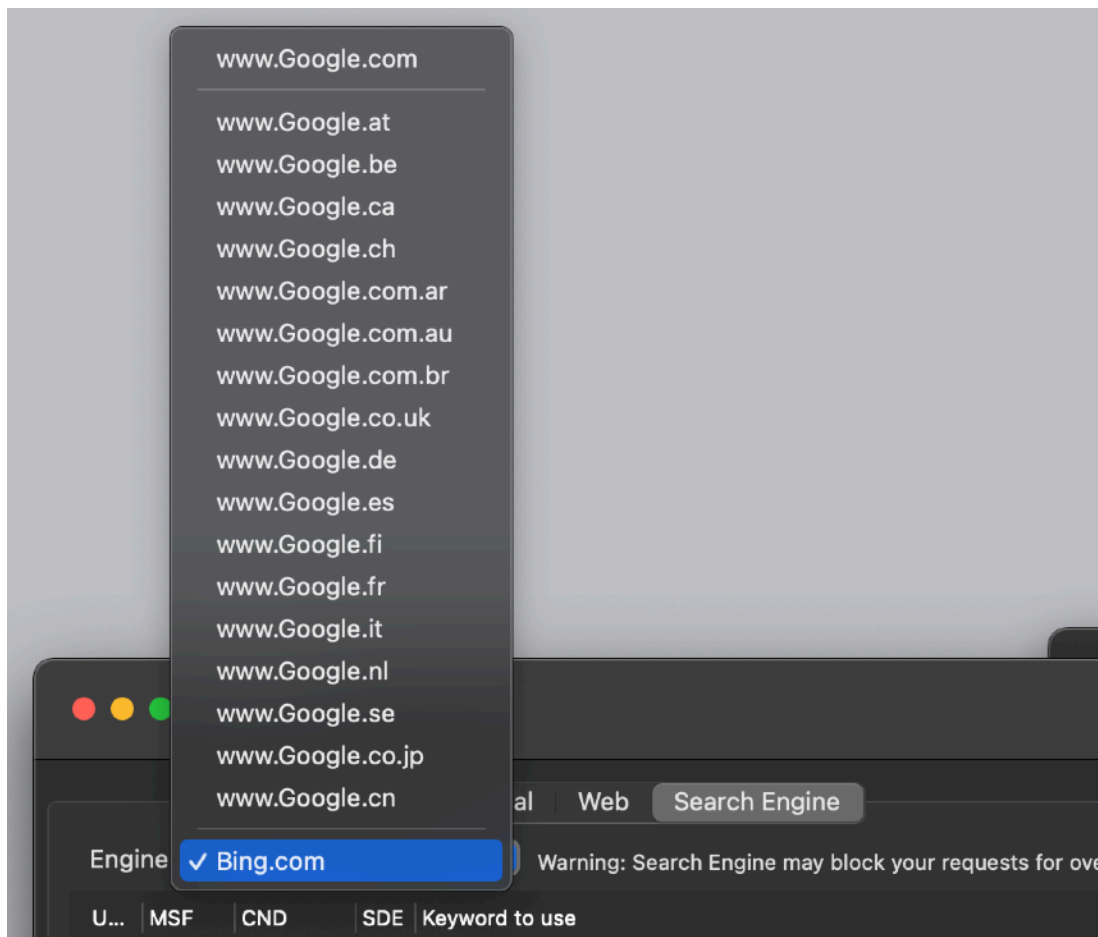 www.Google.com
www.Google.at
www.Google.be
www.Google.ca
www.Google.ch
www.Google.com.ar
www.Google.com.au
www.Google.com.br
www.Google.co.uk
www.Google.de
www.Google.es
www.Google.fi
www.Google.fr
www.Google.it
www.Google.nl
www.Google.se
www.Google.co.jp
www.Google.cn
al Web Search Engine
Engine ✓ Bing.com Warning: Search Engine may block your requests for ove
U... MSF CND SDE Keyword to use